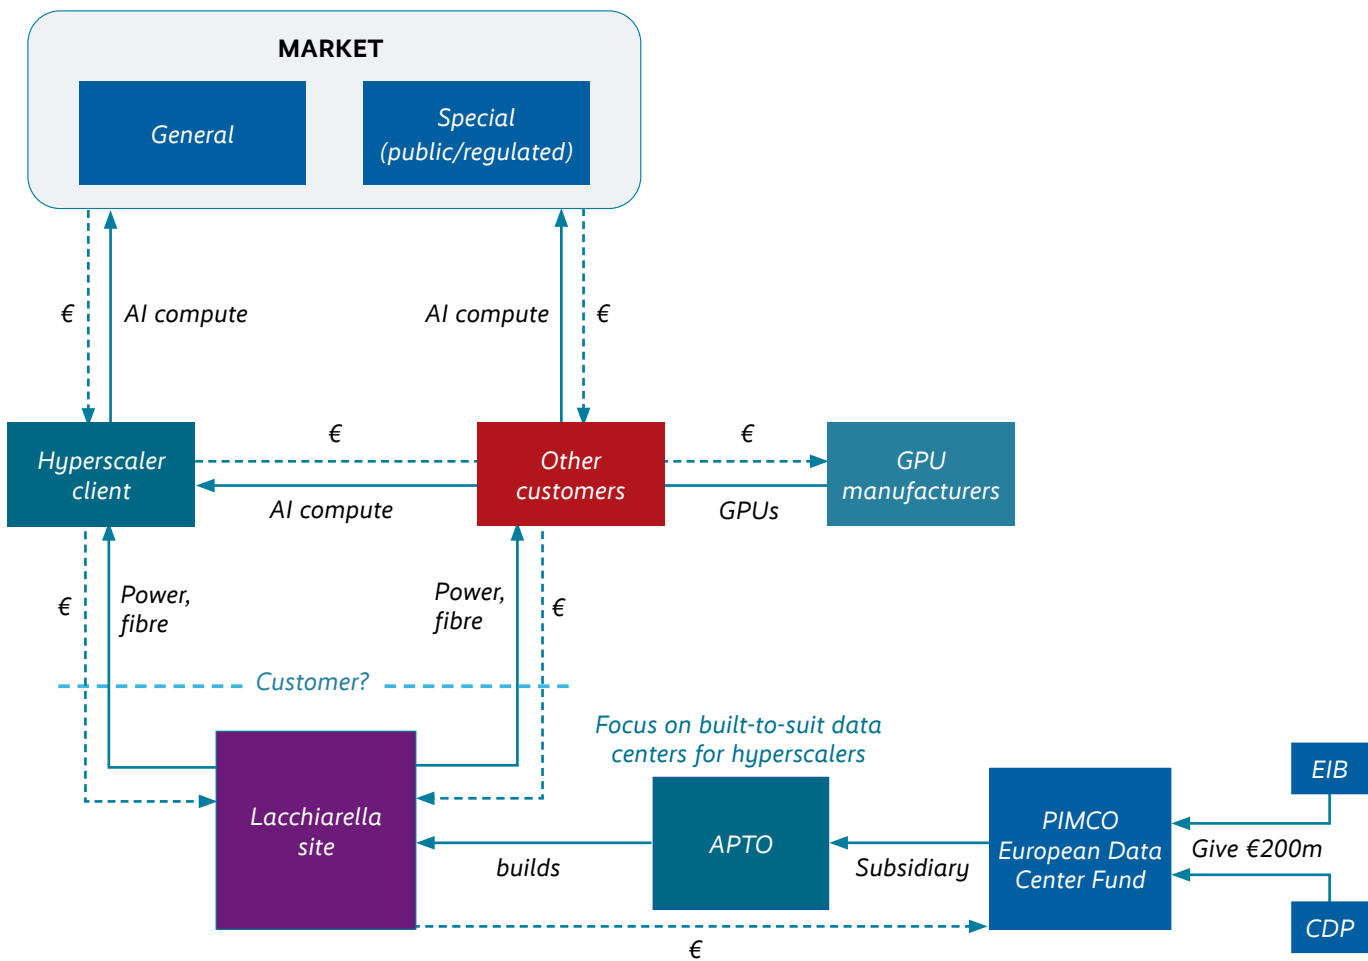 MARKET
General
Special
(public/regulated)
€
AI compute
AI compute
€
Hyperscaler
client
€
AI compute
Other
customers
€
GPUs
GPU
manufacturers
€
Power,
fibre
Power,
fibre
€
Customer?
Lacchiarella
site
Focus on built-to-suit data
centers for hyperscalers
builds
APTO
Subsidiary
PIMCO
European Data
Center Fund
EIB
Give €200m
CDP
€